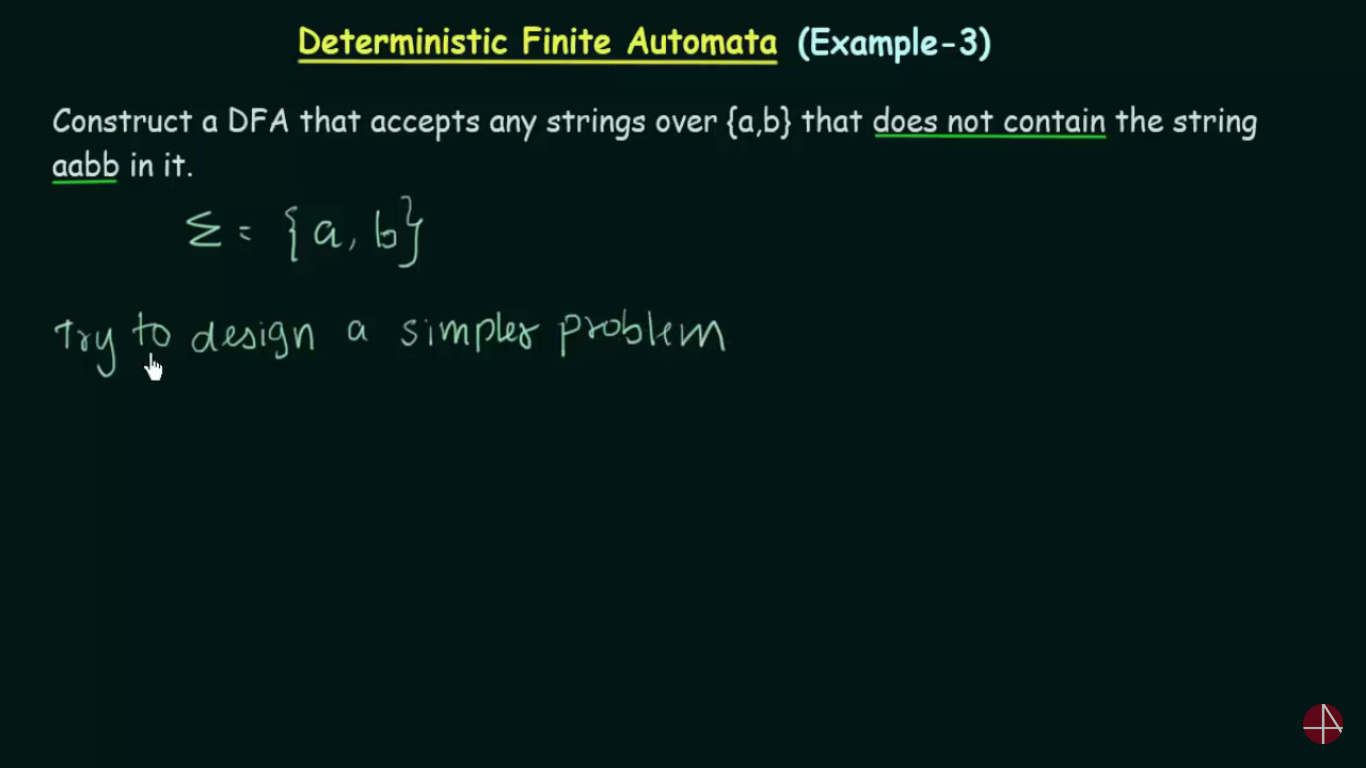 Deterministic Finite Automata (Example-3)
Construct a DFA that accepts any strings over {a,b} that does not contain the string
aabb in it.
Σ = {a, b}
Try to design a simpler problem